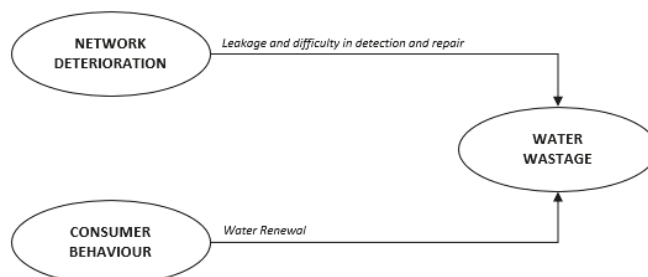 NETWORK
DETERIORATION
Leakage and difficulty in detection and repair
WATER
WASTAGE
CONSUMER
BEHAVIOUR
Water Renewal